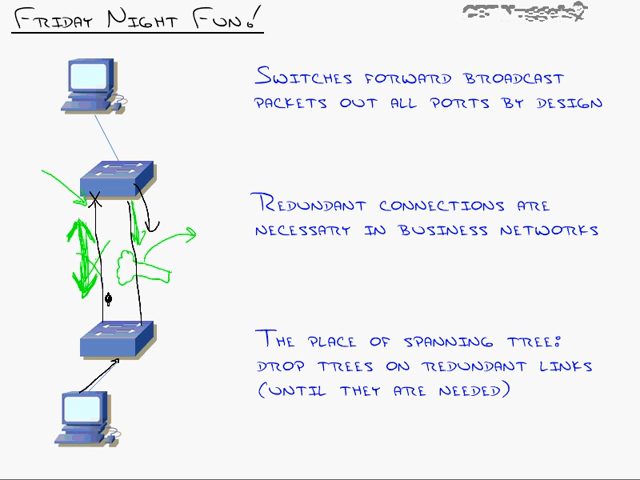 Friday Night Fun!
Switches forward broadcast
packets out all ports by design
Redundant connections are
necessary in business networks
The place of spanning tree:
drop trees on redundant links
(until they are needed)